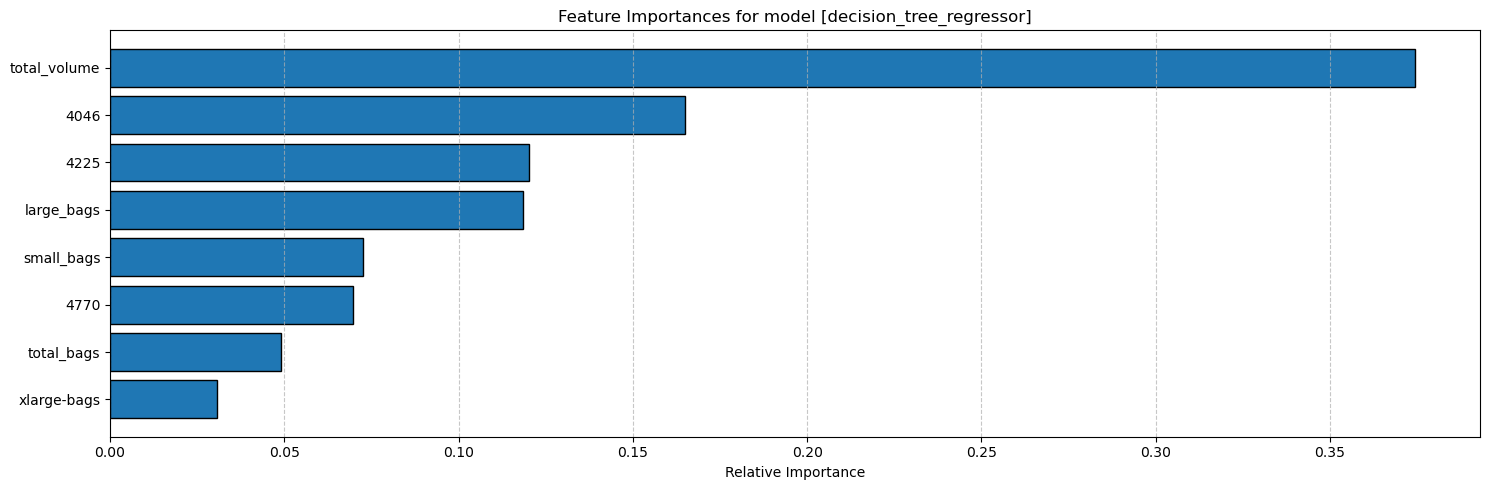 Feature Importances for model [decision_tree_regressor]
total_volume
4046
4225
large_bags
small_bags
4770
total_bags
xlarge-bags
0.00 0.05 0.10 0.15 0.20 0.25 0.30 0.35
Relative Importance